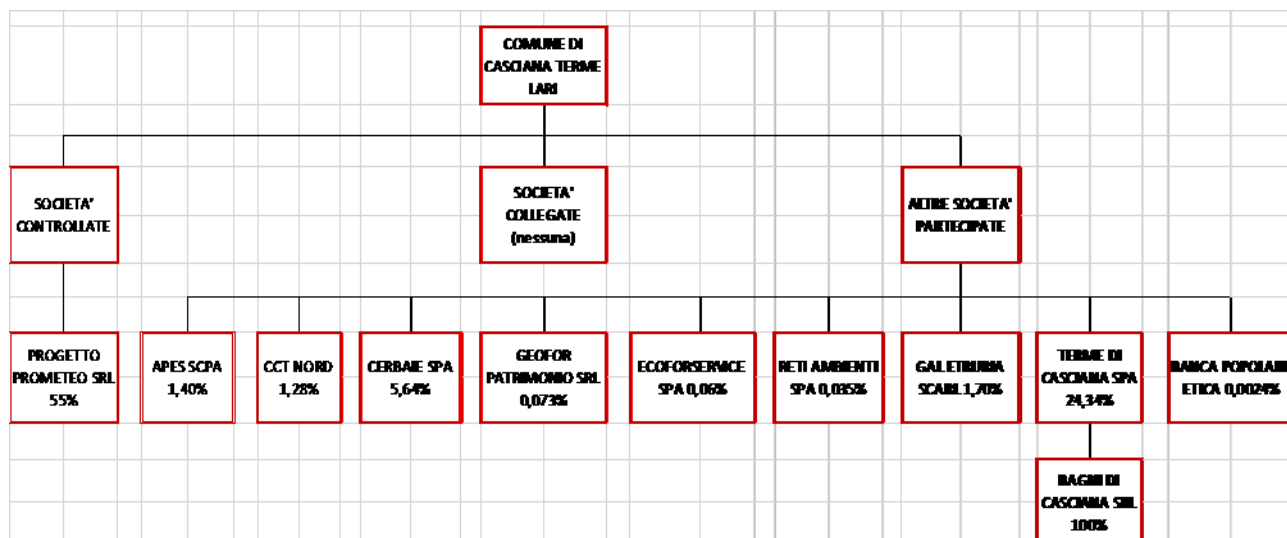 COMUNE DI
CASCIANA TERME
LARI
SOCIETA'
CONTROLLATE
SOCIETA'
COLLEGATE
(nessuna)
ALTRE SOCIETA'
PARTECIPATE
PROGETTO
PROMETEO SRL
55%
APES SCPA
1,40%
CCT NORD
1,28%
CERBAIE SPA
5,64%
GEOFOR
PATRIMONIO SRL
0,073%
ECOFORSERVICE
SPA 0,06%
RETI AMBIENTI
SPA 0,035%
GAL ETRURIA
SCARL 1,70%
TERME DI
CASCIANA SPA
24,34%
BANCA POPOLARE
ETICA 0,0024%
BAGNI DI
CASCIANA SRL
100%